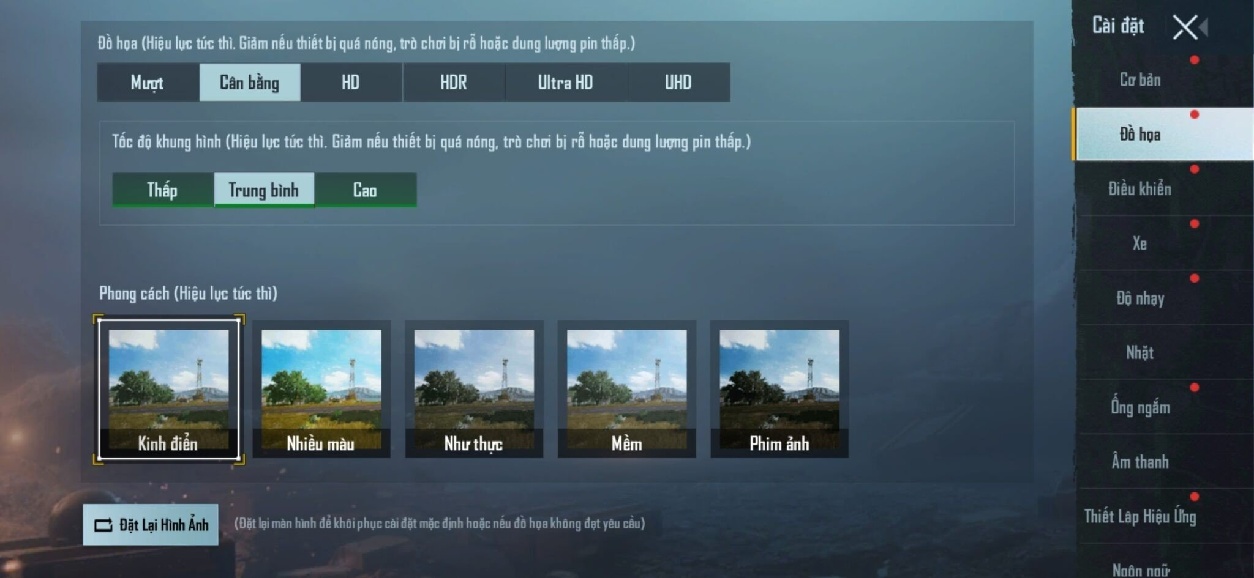 Đồ họa (Hiệu lực tức thì. Giảm nếu thiết bị quá nóng, trò chơi bị rỗ hoặc dung lượng pin thấp.)
Mượt Cân bằng HD HDR Ultra HD UHD
Tốc độ khung hình (Hiệu lực tức thì. Giảm nếu thiết bị quá nóng, trò chơi bị rỗ hoặc dung lượng pin thấp.)
Thấp Trung bình Cao
Phong cách (Hiệu lực tức thì)
Kinh điển Nhiều màu Như thực Mềm Phim ảnh
Đặt Lại Hình Ảnh (Đặt lại màn hình để khôi phục cài đặt mặc định hoặc nếu đồ họa không đạt yêu cầu)
Cài đặt
Cơ bản
Đồ họa
Điều khiển
Xe
Độ nhạy
Nhặt
Ống ngắm
Âm thanh
Thiết Lập Hiệu Ứng
Ngôn ngữ